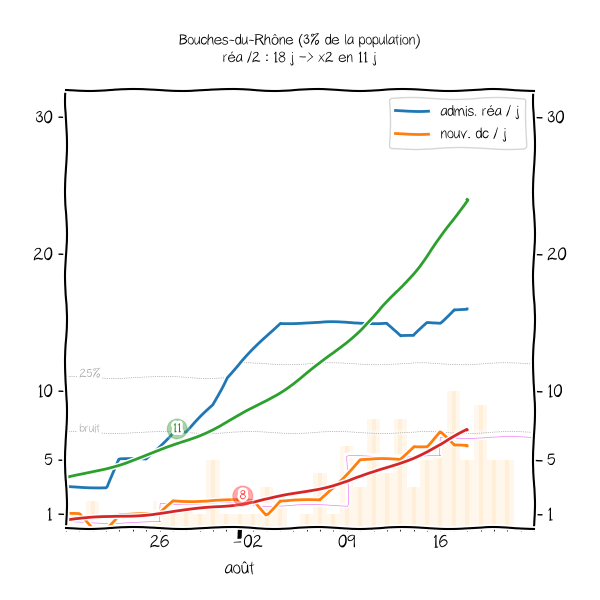 Bouches-du-Rhône (3% de la population)
réa /2 : 18 j -> x2 en 11 j
admis. réa / j
nouv. dc / j
30
30
20
20
25%
10
10
11
bruit
5
5
8
1
1
26
02
09
16
août